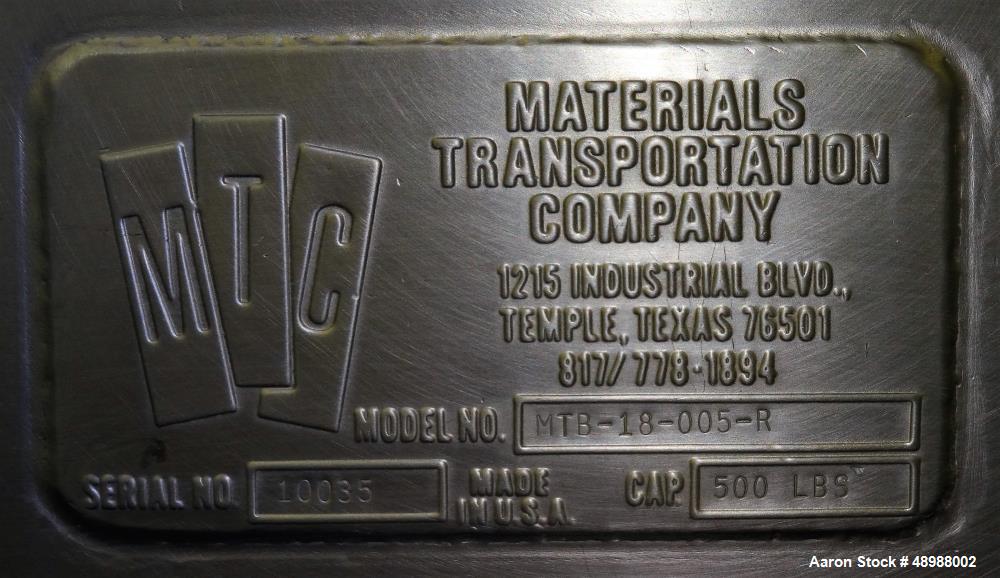 MTC
MATERIALS
TRANSPORTATION
COMPANY
1215 INDUSTRIAL BLVD.,
TEMPLE, TEXAS 76501
817/778-1894
MODEL NO. MTB-18-005-R
SERIAL NO. 10035 MADE IN U.S.A. CAP. 500 LBS
Aaron Stock # 48988002